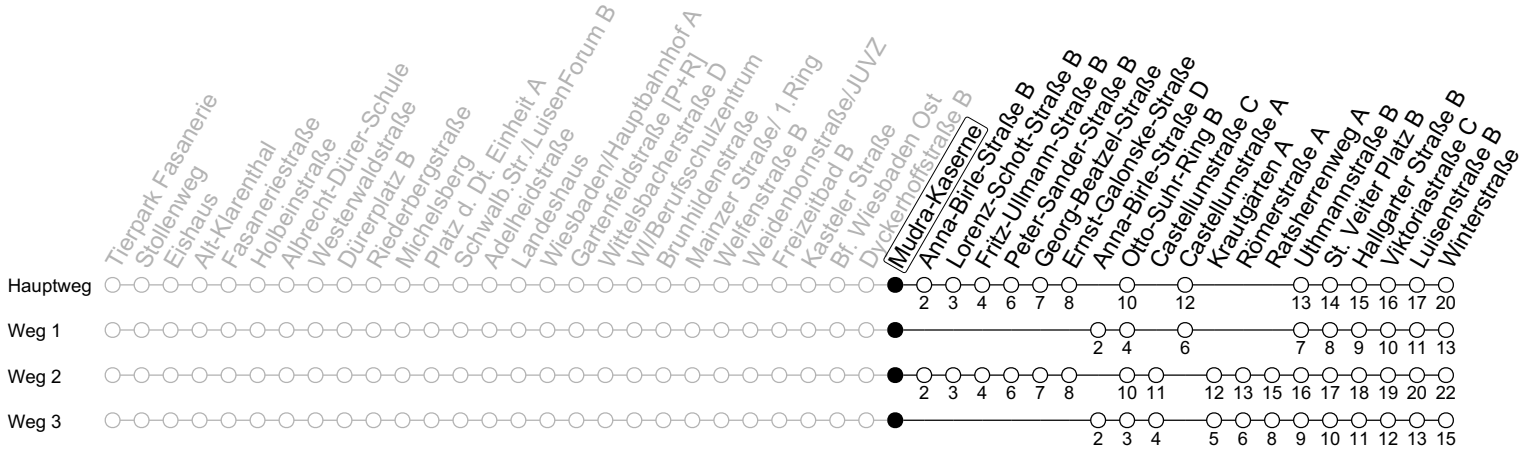 Tierpark Fasanerie
Stollenweg
Eishaus
Alt-Klarenthal
Fasaneriestraße
Holbeinstraße
Albrecht-Dürer-Schule
Westerwaldstraße
Dürerplatz B
Riederbergstraße
Michelsberg
Platz d. Dt. Einheit A
Schwalb.Str./LuisenForum B
Adelheidstraße
Landeshaus
Wiesbaden/Hauptbahnhof A
Gartenfeldstraße [P+R]
Wittelsbacherstraße D
WI/Berufsschulzentrum
Brunhildenstraße
Mainzer Straße/ 1.Ring
Welfenstraße B
Weidenbornstraße/JUVZ
Freizeitbad B
Kasteler Straße
Bf. Wiesbaden Ost
Dyckerhoffstraße B
Mudra-Kaserne
Anna-Birle-Straße B
Lorenz-Schott-Straße B
Fritz-Ullmann-Straße B
Peter-Sander-Straße B
Georg-Beatzel-Straße
Ernst-Galonske-Straße
Anna-Birle-Straße D
Otto-Suhr-Ring B
Castellumstraße C
Castellumstraße A
Krautgärten A
Römerstraße A
Ratsherrenweg A
Uthmannstraße B
St. Veiter Platz B
Hallgarter Straße B
Viktoriastraße C
Luisenstraße B
Winterstraße
Hauptweg
2 3 4 6 7 8 10 12 13 14 15 16 17 20
Weg 1
2 4 6 7 8 9 10 11 13
Weg 2
2 3 4 6 7 8 10 11 12 13 15 16 17 18 19 20 22
Weg 3
2 3 4 5 6 8 9 10 11 12 13 15